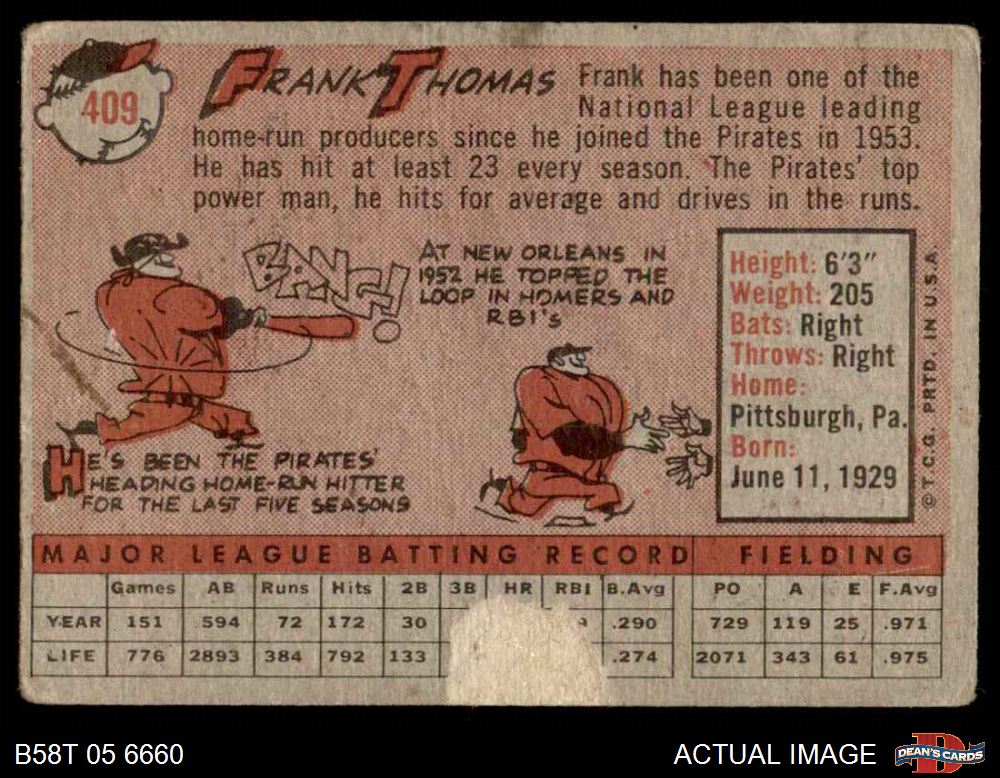 409
FRANK THOMAS
Frank has been one of the
National League leading
home-run producers since he joined the Pirates in 1953.
He has hit at least 23 every season. The Pirates' top
power man, he hits for average and drives in the runs.
BANG!
AT NEW ORLEANS IN
1952 HE TOPPED THE
LOOP IN HOMERS AND
RBI's
HE'S BEEN THE PIRATES'
HEADING HOME-RUN HITTER
FOR THE LAST FIVE SEASONS
Height: 6'3"
Weight: 205
Bats: Right
Throws: Right
Home:
Pittsburgh, Pa.
Born:
June 11, 1929
© T.C.G. PRTD. IN U.S.A.
MAJOR LEAGUE BATTING RECORD FIELDING
Games AB Runs Hits 2B 3B HR RBI B.Avg PO A E F.Avg
YEAR 151 594 72 172 30 .290 729 119 25 .971
LIFE 776 2893 384 792 133 .274 2071 343 61 .975
B58T 05 6660
ACTUAL IMAGE
DEAN'S CARDS